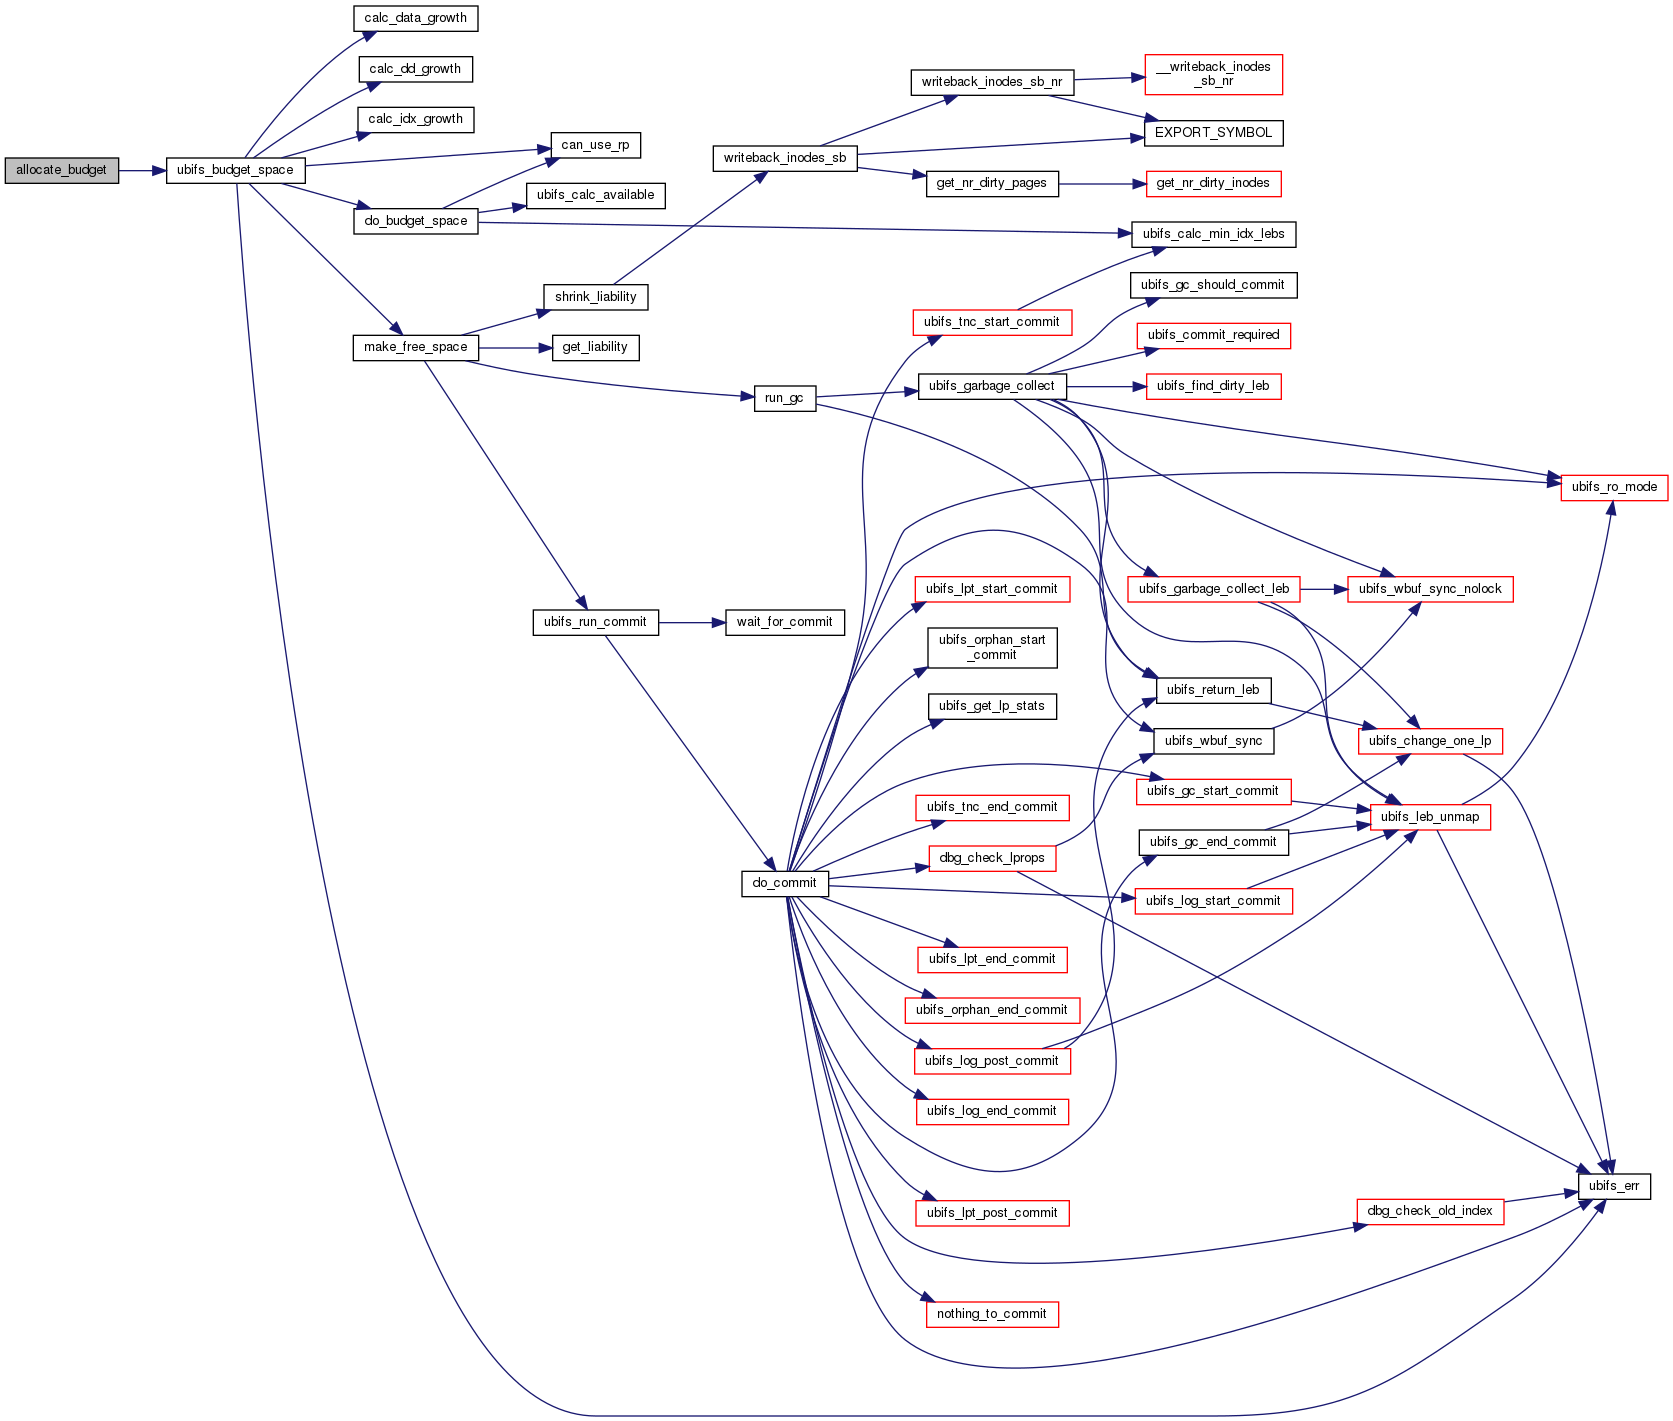 calc_data_growth
calc_dd_growth
calc_idx_growth
allocate_budget
ubifs_budget_space
can_use_rp
ubifs_calc_available
do_budget_space
make_free_space
shrink_liability
get_liability
run_gc
ubifs_run_commit
wait_for_commit
do_commit
writeback_inodes_sb
writeback_inodes_sb_nr
get_nr_dirty_pages
__writeback_inodes
_sb_nr
EXPORT_SYMBOL
get_nr_dirty_inodes
ubifs_calc_min_idx_lebs
ubifs_gc_should_commit
ubifs_tnc_start_commit
ubifs_commit_required
ubifs_garbage_collect
ubifs_find_dirty_leb
ubifs_ro_mode
ubifs_lpt_start_commit
ubifs_garbage_collect_leb
ubifs_wbuf_sync_nolock
ubifs_orphan_start
_commit
ubifs_return_leb
ubifs_get_lp_stats
ubifs_wbuf_sync
ubifs_change_one_lp
ubifs_gc_start_commit
ubifs_tnc_end_commit
ubifs_leb_unmap
ubifs_gc_end_commit
dbg_check_lprops
ubifs_log_start_commit
ubifs_lpt_end_commit
ubifs_orphan_end_commit
ubifs_log_post_commit
ubifs_log_end_commit
ubifs_err
ubifs_lpt_post_commit
dbg_check_old_index
nothing_to_commit